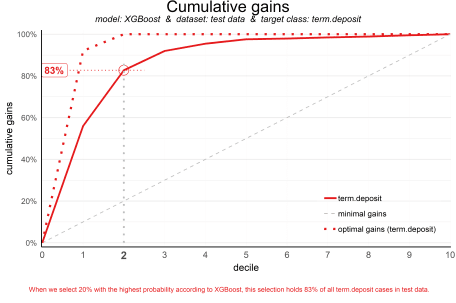 Cumulative gains
model: XGBoost & dataset: test data & target class: term.deposit
cumulative gains
100%
80%
60%
40%
20%
0%
83%
term.deposit
minimal gains
optimal gains (term.deposit)
0 1 2 3 4 5 6 7 8 9 10
decile
When we select 20% with the highest probability according to XGBoost, this selection holds 83% of all term.deposit cases in test data.